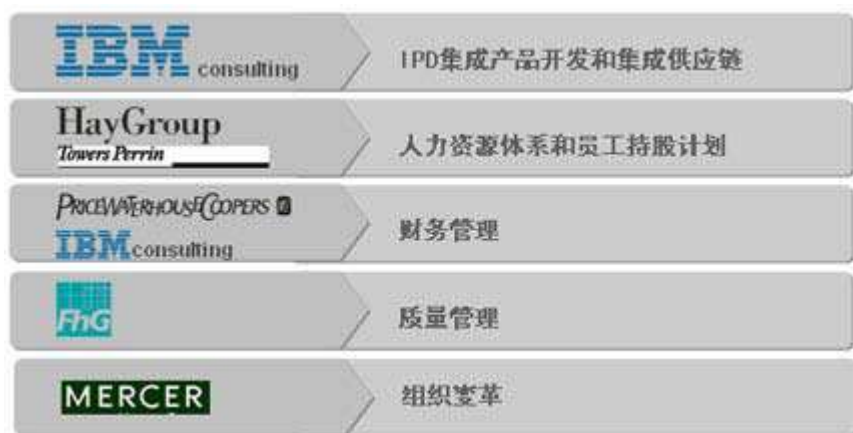 IBM consulting
IPD集成产品开发和集成供应链
HayGroup
Towers Perrin
人力资源体系和员工持股计划
PRICEWATERHOUSECOOPERS
IBM consulting
财务管理
FhG
质量管理
MERCER
组织变革